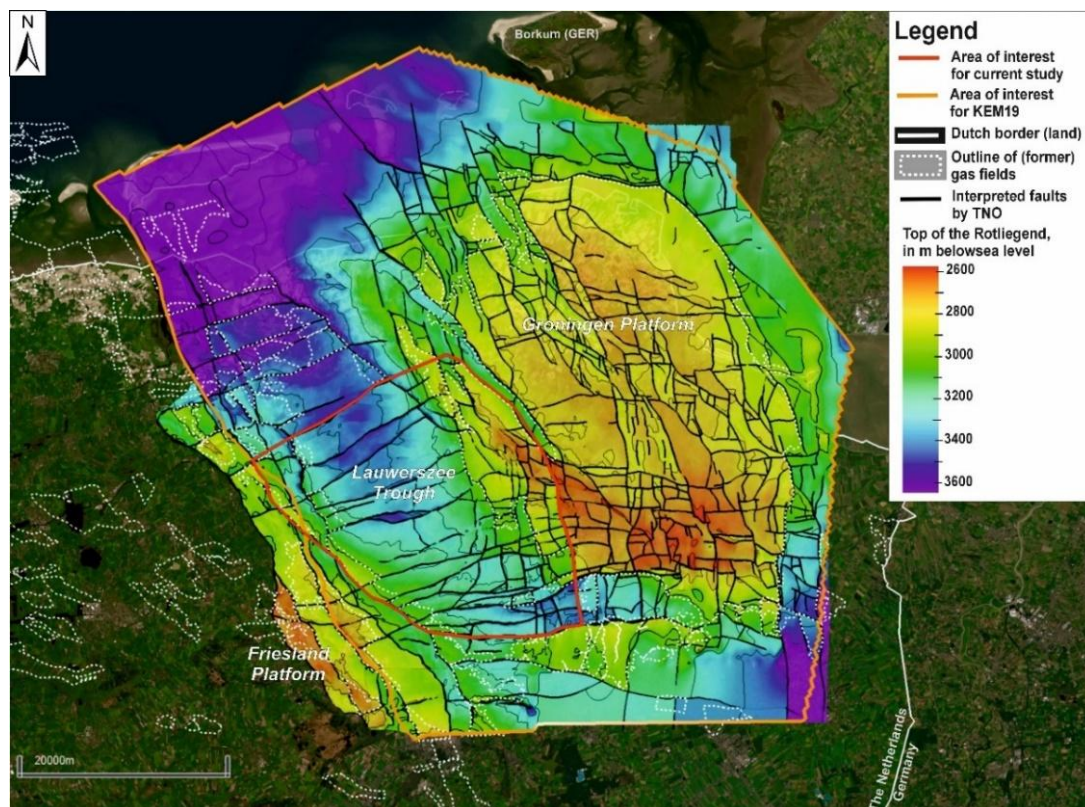 N
Borkum (GER)
Legend
Area of interest
for current study
Area of interest
for KEM19
Dutch border (land)
Outline of (former)
gas fields
Interpreted faults
by TNO
Top of the Rotliegend,
in m belowsea level
2600
3000
3200
3400
3600
Groningen Platform
Lauwerszee
Trough
Friesland
Platform
20000m
The Netherlands
Germany